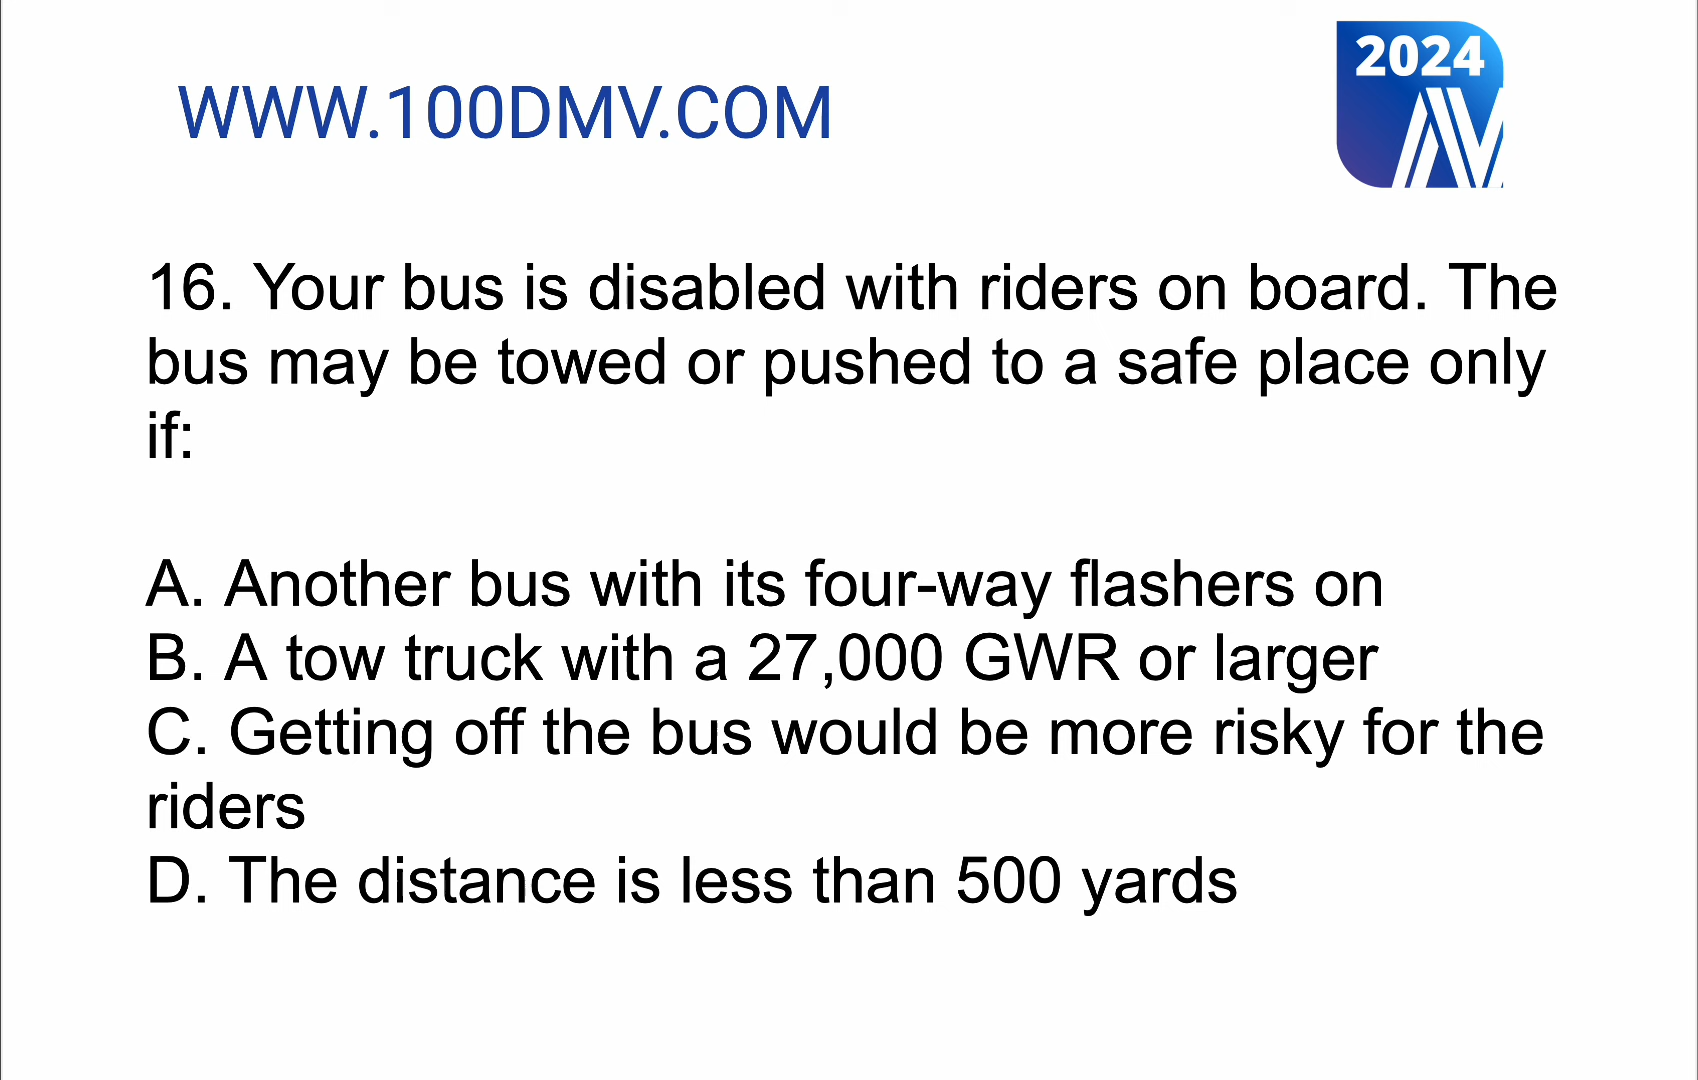 WWW.100DMV.COM
2024
16. Your bus is disabled with riders on board. The
bus may be towed or pushed to a safe place only
if:
A. Another bus with its four-way flashers on
B. A tow truck with a 27,000 GWR or larger
C. Getting off the bus would be more risky for the
riders
D. The distance is less than 500 yards